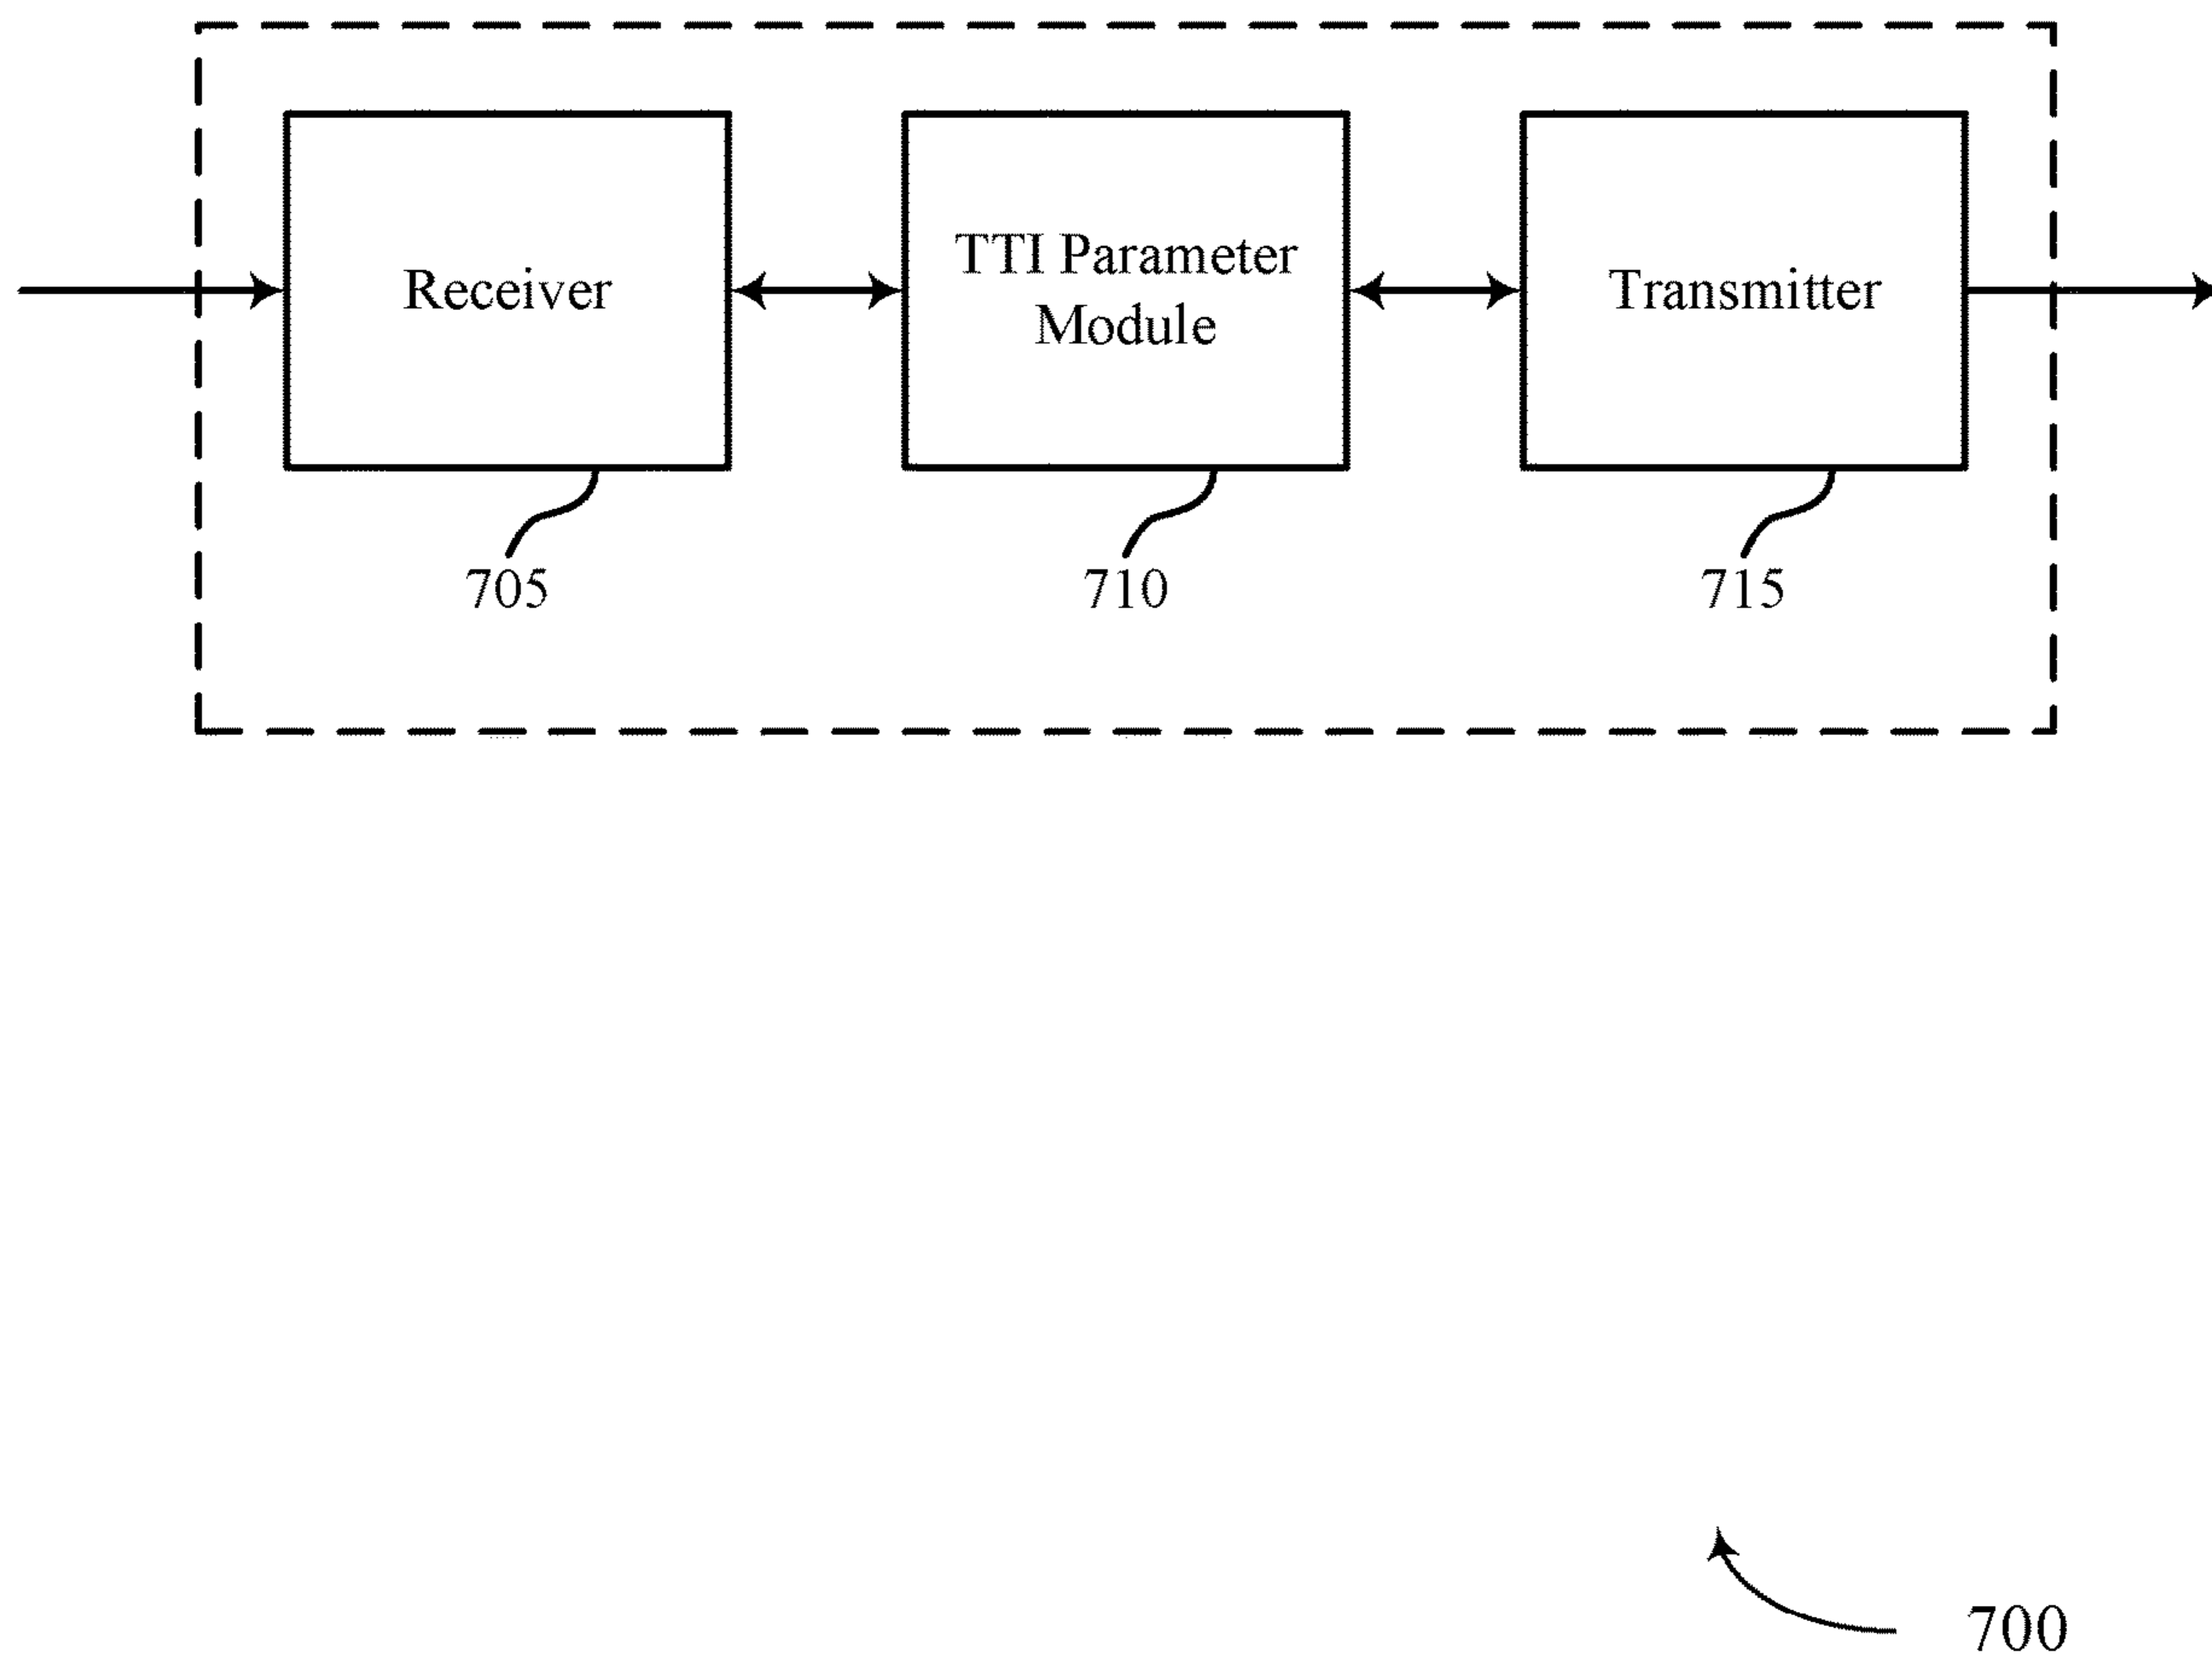 Receiver
TTI Parameter
Module
Transmitter
705
710
715
700